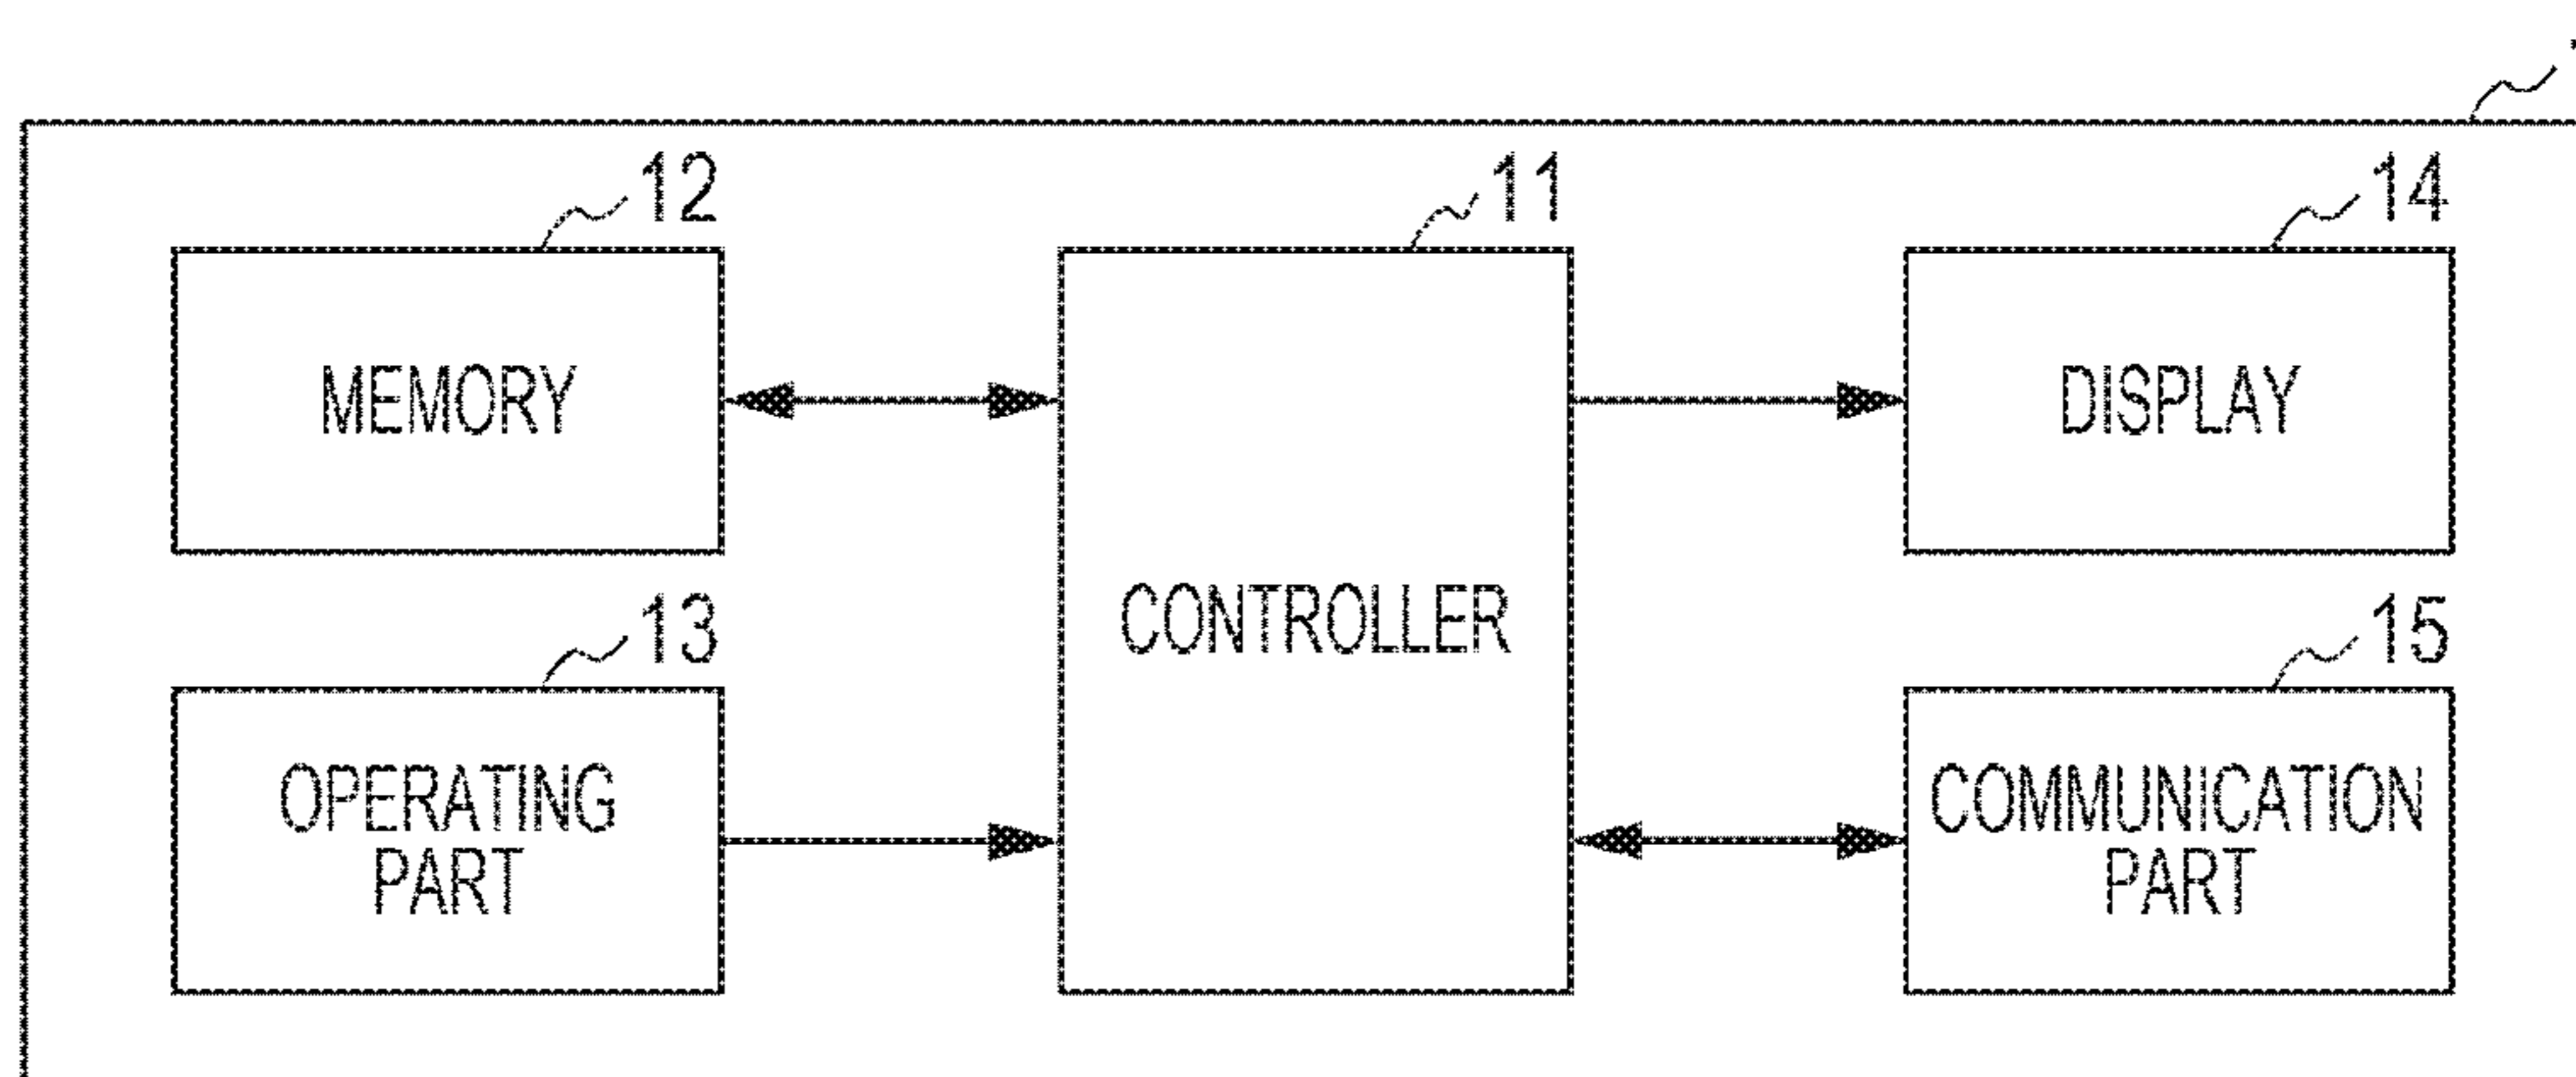 12
11
14
MEMORY
CONTROLLER
DISPLAY
13
15
OPERATING
PART
COMMUNICATION
PART